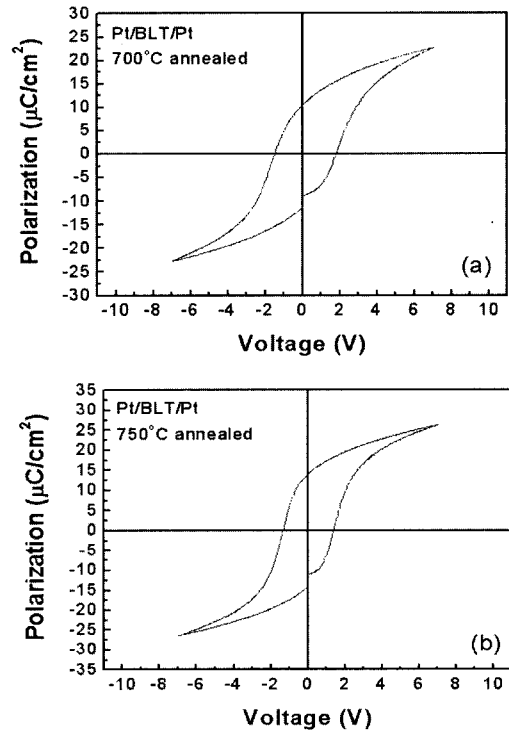 Pt/BLT/Pt
700°C annealed
Polarization (μC/cm²)
30
25
20
15
10
5
0
-5
-10
-15
-20
-25
-30
(a)
-10 -8 -6 -4 -2 0 2 4 6 8 10
Voltage (V)
Pt/BLT/Pt
750°C annealed
Polarization (μC/cm²)
35
30
25
20
15
10
5
0
-5
-10
-15
-20
-25
-30
-35
(b)
-10 -8 -6 -4 -2 0 2 4 6 8 10
Voltage (V)